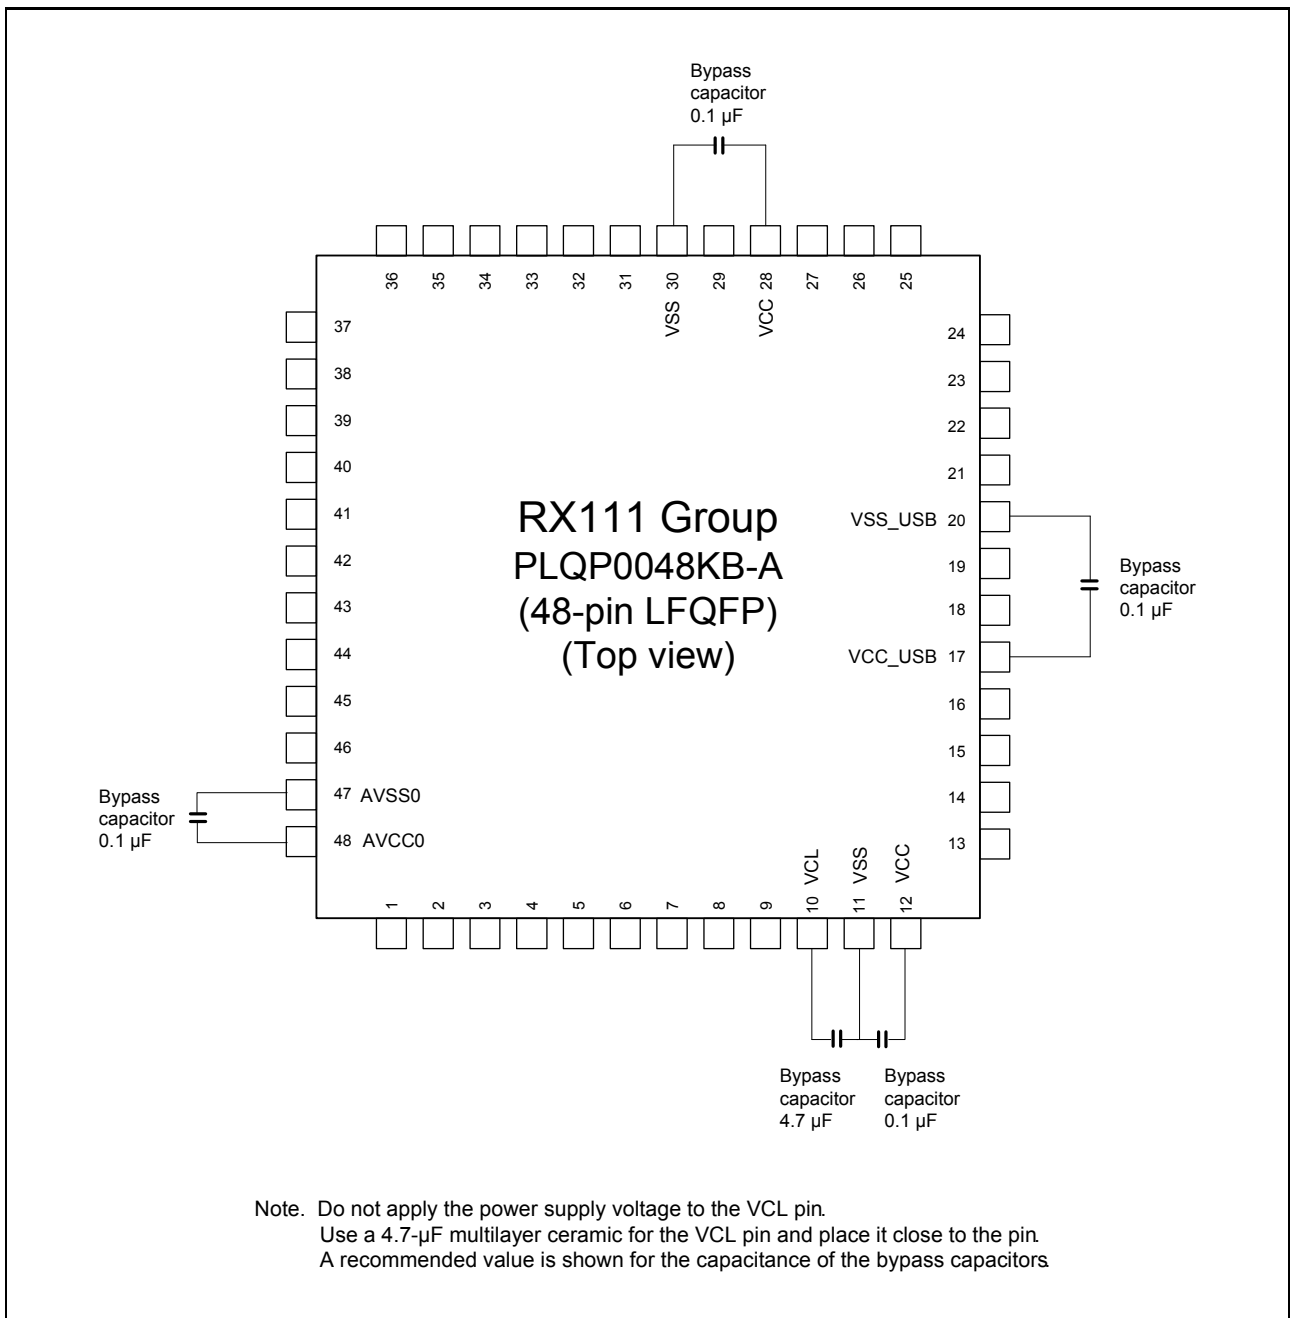 Bypass
capacitor
0.1 µF
36
35
34
33
32
31
VSS 30
29
VCC 28
27
26
25
37
38
39
40
41
42
43
44
45
46
47 AVSS0
48 AVCC0
24
23
22
21
VSS_USB 20
19
18
VCC_USB 17
16
15
14
13
RX111 Group
PLQP0048KB-A
(48-pin LFQFP)
(Top view)
Bypass
capacitor
0.1 µF
Bypass
capacitor
0.1 µF
1
2
3
4
5
6
7
8
9
10 VCL
11 VSS
12 VCC
Bypass
capacitor
4.7 µF
Bypass
capacitor
0.1 µF
Note. Do not apply the power supply voltage to the VCL pin.
Use a 4.7-µF multilayer ceramic for the VCL pin and place it close to the pin.
A recommended value is shown for the capacitance of the bypass capacitors.